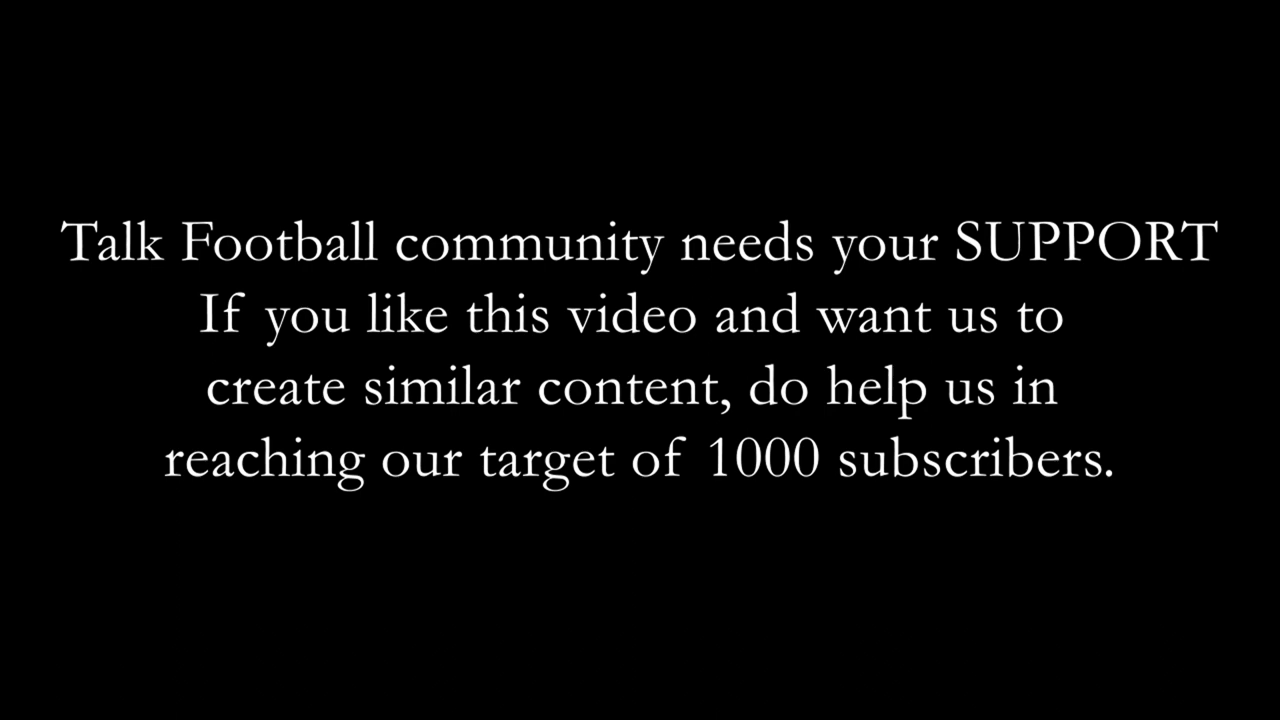 Talk Football community needs your SUPPORT
If you like this video and want us to
create similar content, do help us in
reaching our target of 1000 subscribers.